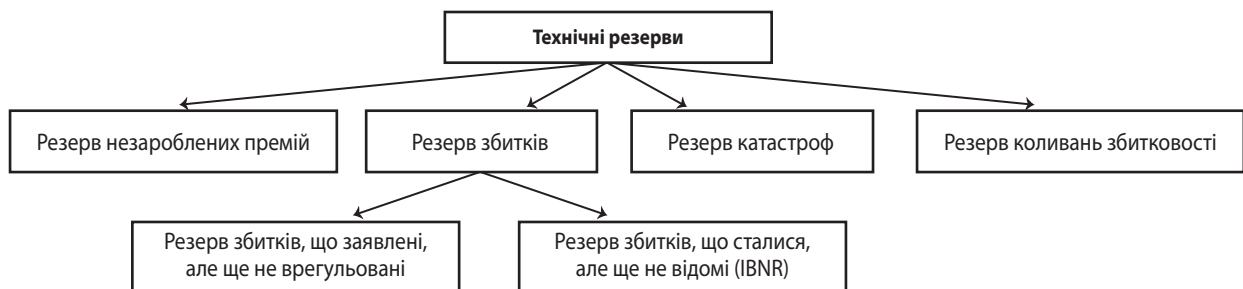 Технічні резерви
Резерв незароблених премій
Резерв збитків
Резерв катастроф
Резерв коливань збитковості
Резерв збитків, що заявлені,
але ще не врегульовані
Резерв збитків, що сталися,
але ще не відомі (IBNR)